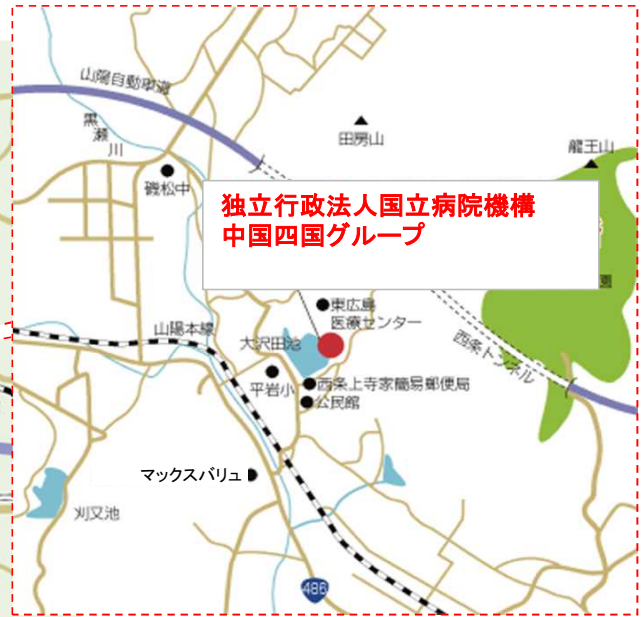 山陽自動車道
黒瀬川
田房山
龍王山
磯松中
独立行政法人国立病院機構
中国四国グループ
園
東広島
医療センター
山陽本線
大沢田池
西条トンネル
平岩小
西条上寺家簡易郵便局
公民館
マックスバリュ
刈又池
486